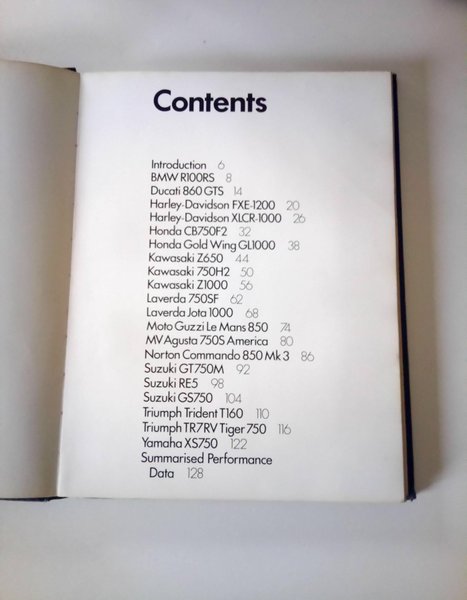 Contents
Introduction 6
BMW R100RS 8
Ducati 860 GTS 14
Harley-Davidson FXE-1200 20
Harley-Davidson XLCR-1000 26
Honda CB750F2 32
Honda Gold Wing GL1000 38
Kawasaki Z650 44
Kawasaki 750H2 50
Kawasaki Z1000 56
Laverda 750SF 62
Laverda Jota 1000 68
Moto Guzzi Le Mans 850 74
MV Agusta 750S America 80
Norton Commando 850 Mk 3 86
Suzuki GT750M 92
Suzuki RE5 98
Suzuki GS750 104
Triumph Trident T160 110
Triumph TR7RV Tiger 750 116
Yamaha XS750 122
Summarised Performance
Data 128